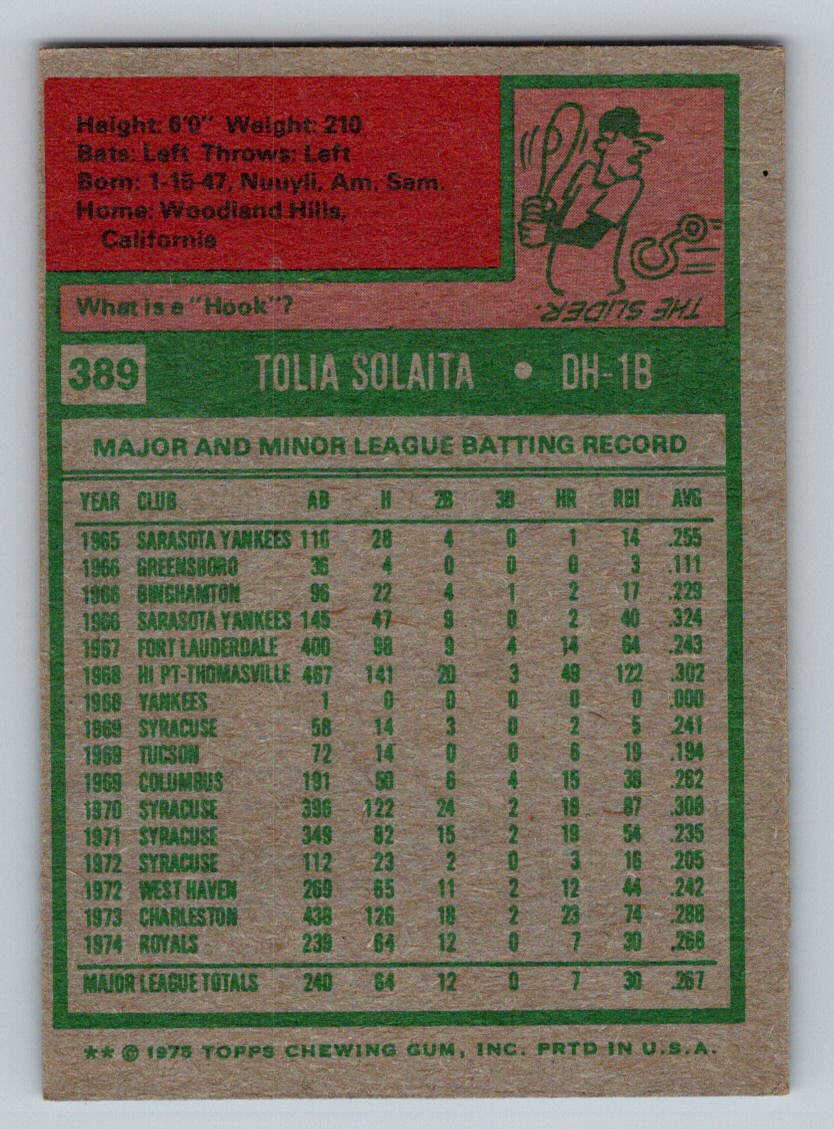 Height: 6'0" Weight: 210
Bats: Left Throws: Left
Born: 1-15-47, Nuuyli, Am. Sam.
Home: Woodland Hills,
California
What is a "Hook"?
THE SLIDER.
389 TOLIA SOLAITA • DH-1B
MAJOR AND MINOR LEAGUE BATTING RECORD
YEAR CLUB AB H 2B 3B HR RBI AVG
1965 SARASOTA YANKEES 110 28 4 0 1 14 .255
1966 GREENSBORO 36 4 0 0 0 3 .111
1966 BINGHAMTON 96 22 4 1 2 17 .229
1966 SARASOTA YANKEES 145 47 9 0 2 40 .324
1967 FORT LAUDERDALE 400 98 9 4 14 64 .243
1968 HI PT-THOMASVILLE 467 141 20 3 49 122 .302
1968 YANKEES 1 0 0 0 0 0 .000
1969 SYRACUSE 58 14 3 0 2 5 .241
1969 TUCSON 72 14 0 0 6 19 .194
1969 COLUMBUS 191 50 6 4 15 38 .262
1970 SYRACUSE 396 122 24 2 19 87 .308
1971 SYRACUSE 349 82 15 2 19 54 .235
1972 SYRACUSE 112 23 2 0 3 16 .205
1972 WEST HAVEN 269 65 11 2 12 44 .242
1973 CHARLESTON 438 126 18 2 23 74 .288
1974 ROYALS 239 64 12 0 7 30 .268
MAJOR LEAGUE TOTALS 240 64 12 0 7 30 .267
** © 1975 TOPPS CHEWING GUM, INC. PRTD IN U.S.A.